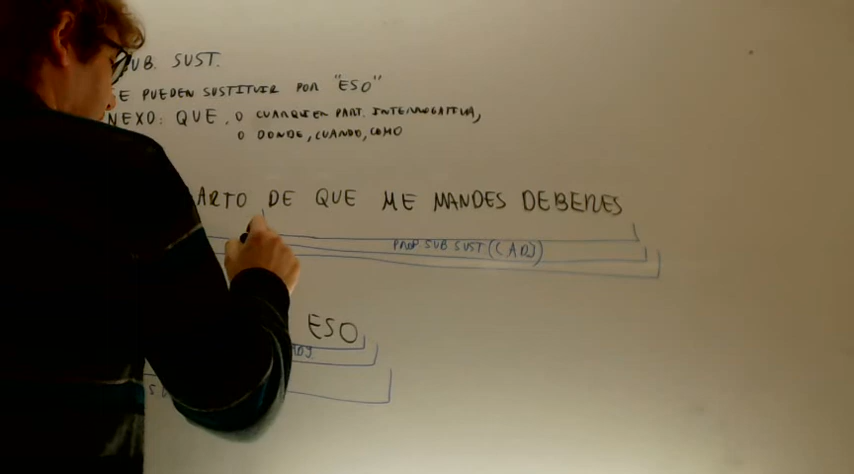 UB. SUST.
E PUEDEN SUSTITUIR POR "ESO"
NEXO: QUE, O CUALQUIER PART. INTERROGATIVA,
O DONDE, CUANDO, COMO
ARTO DE QUE ME MANDES DEBERES
PROP SUB SUST (C ADJ)
ESO
ADJ.
S